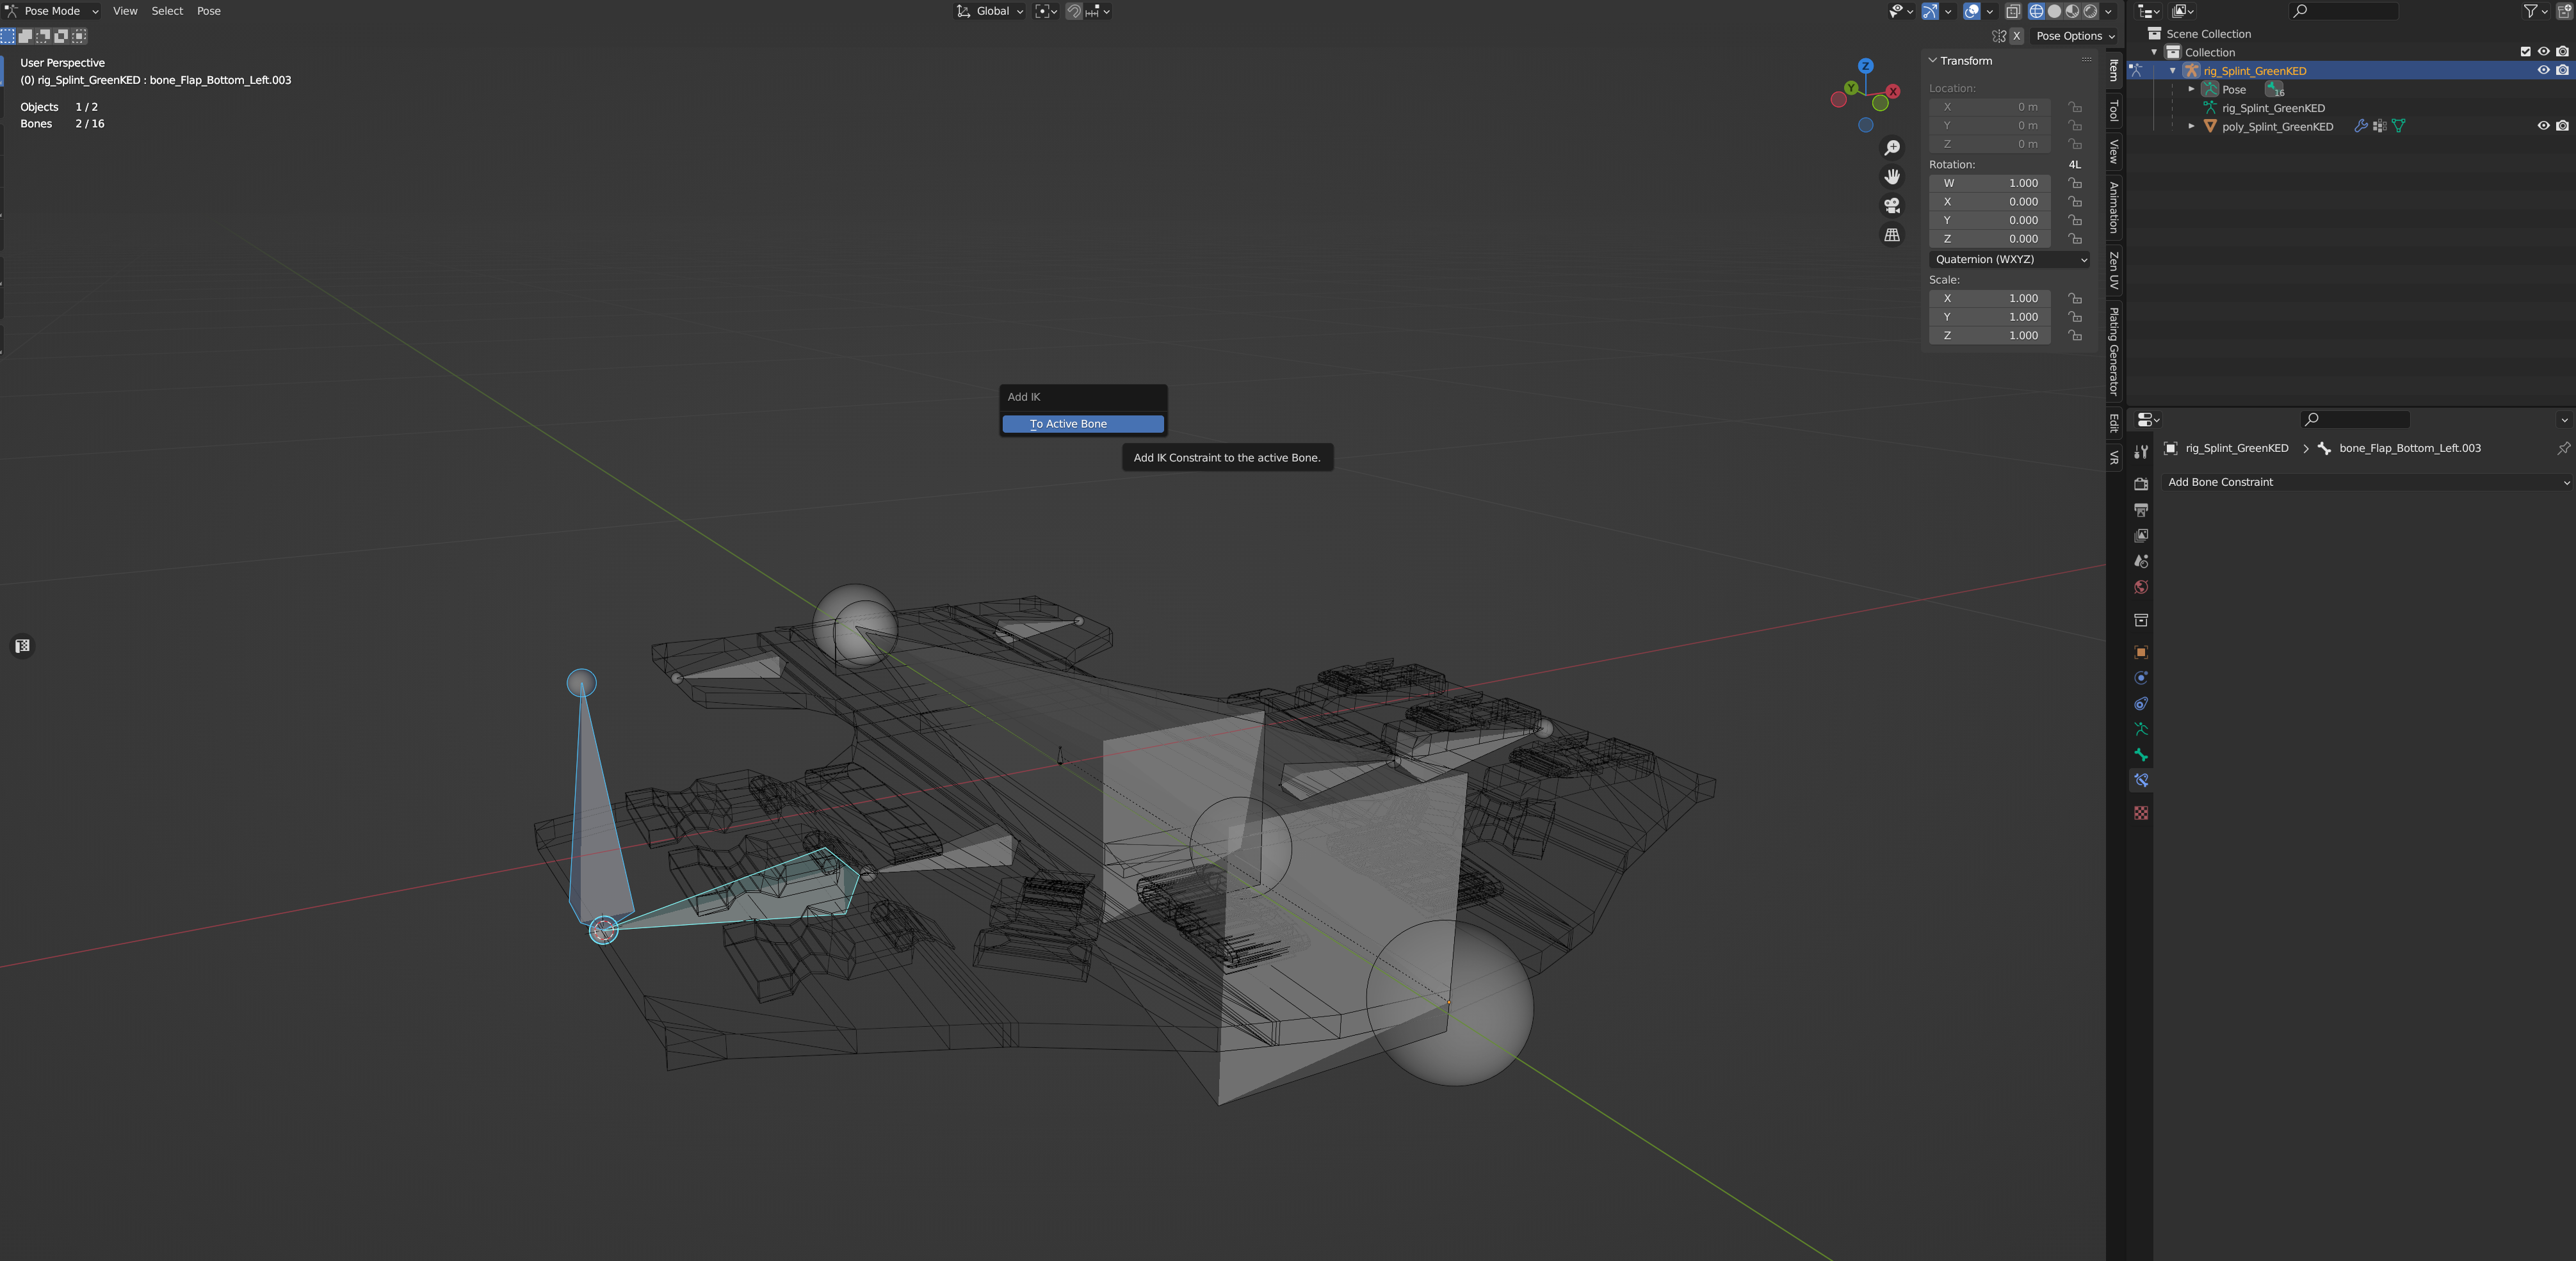 Pose Mode View Select Pose
Global
X Pose Options
User Perspective
(0) rig_Splint_GreenKED : bone_Flap_Bottom_Left.003
Objects 1 / 2
Bones 2 / 16
Z
Y
X
Transform
Location:
X 0 m
Y 0 m
Z 0 m
Rotation: 4L
W 1.000
X 0.000
Y 0.000
Z 0.000
Quaternion (WXYZ)
Scale:
X 1.000
Y 1.000
Z 1.000
Item
Tool
View
Animation
Zen UV
Plating Generator
Edit
VR
Add IK
To Active Bone
Add IK Constraint to the active Bone.
Scene Collection
Collection
rig_Splint_GreenKED
Pose 16
rig_Splint_GreenKED
poly_Splint_GreenKED
rig_Splint_GreenKED > bone_Flap_Bottom_Left.003
Add Bone Constraint